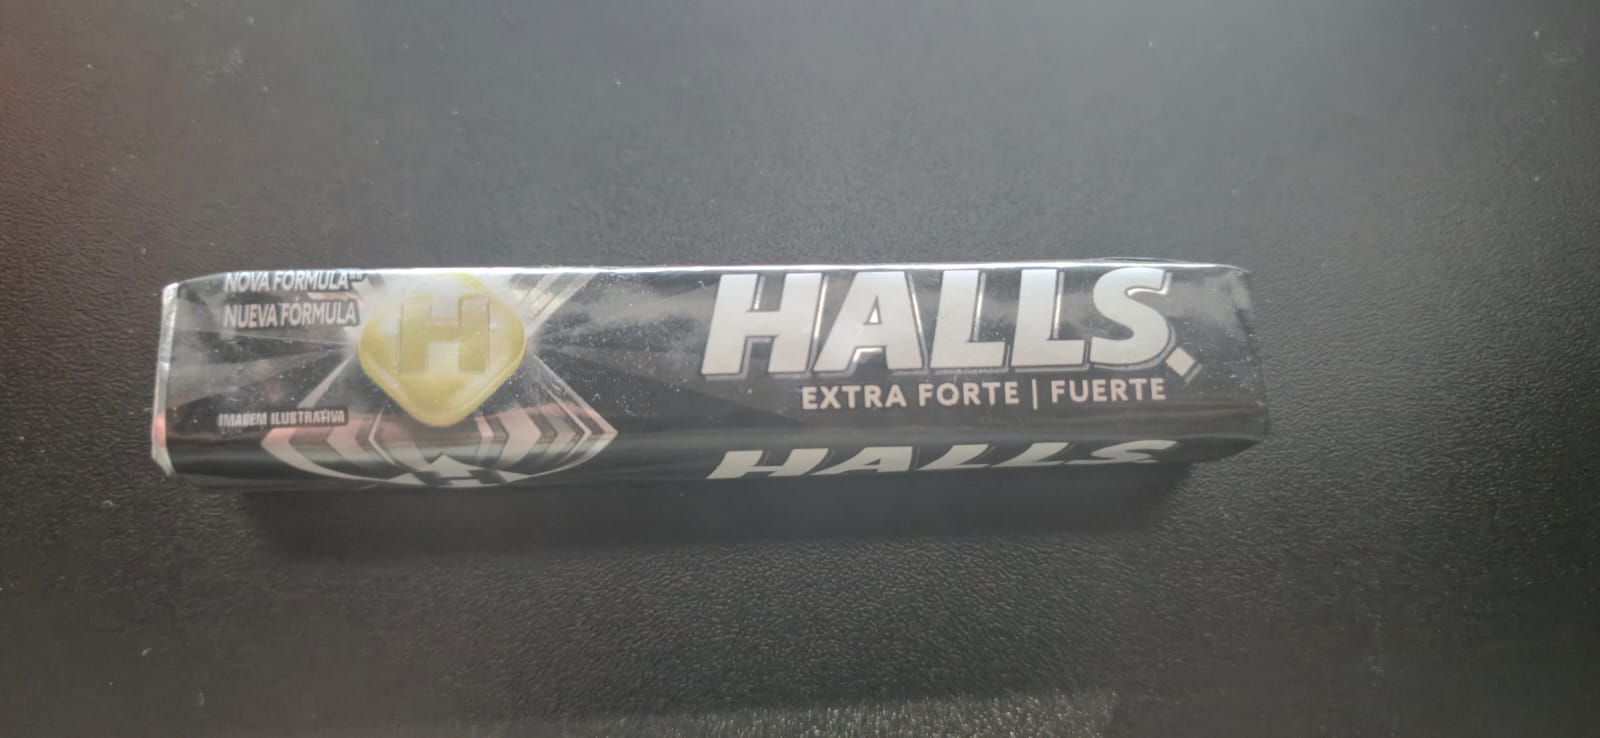 NOVA FÓRMULA**
NUEVA FÓRMULA
H
IMAGEM ILUSTRATIVA
HALLS
EXTRA FORTE | FUERTE
HALLS